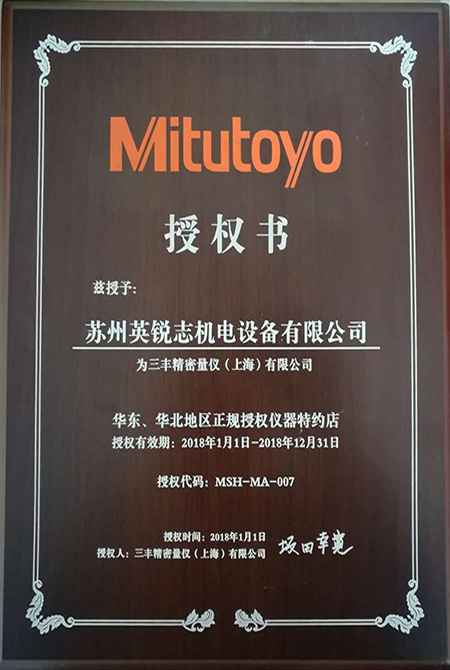 Mitutoyo
授权书
兹授予：
苏州英锐志机电设备有限公司
为三丰精密量仪（上海）有限公司
华东、华北地区正规授权仪器特约店
授权有效期：2018年1月1日-2018年12月31日
授权代码：MSH-MA-007
授权时间：2018年1月1日
授权人：三丰精密量仪（上海）有限公司
坂田幸寛